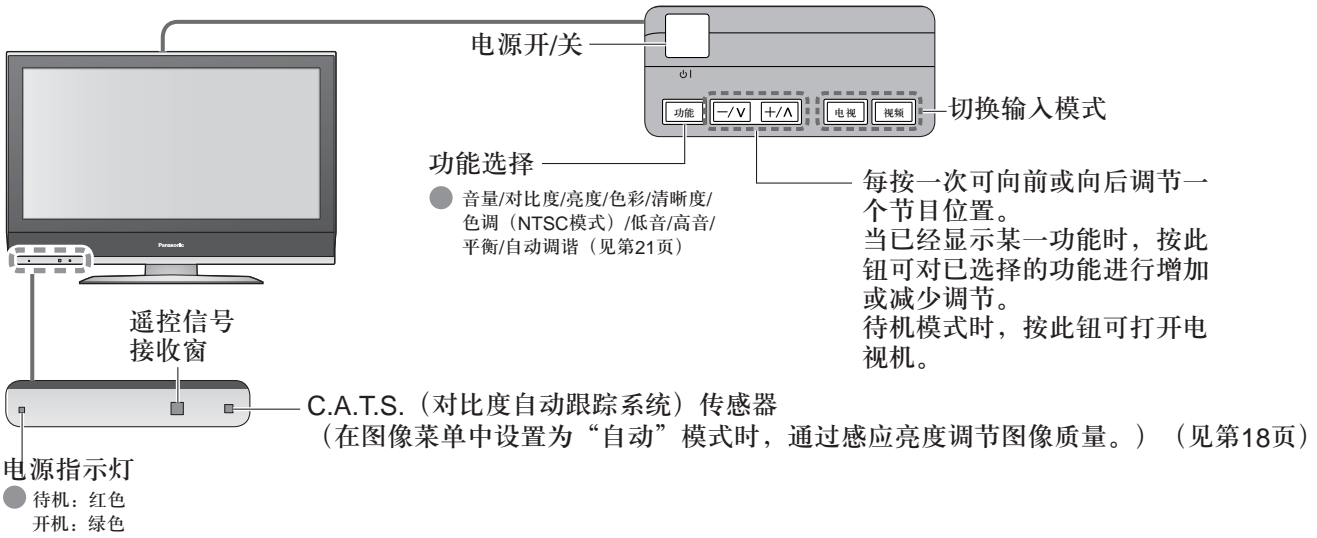 电源开/关
功能
−/∨
+/∧
电视
视频
切换输入模式
功能选择
音量/对比度/亮度/色彩/清晰度/
色调（NTSC模式）/低音/高音/
平衡/自动调谐（见第21页）
每按一次可向前或向后调节一
个节目位置。
当已经显示某一功能时，按此
钮可对已选择的功能进行增加
或减少调节。
待机模式时，按此钮可打开电
视机。
Panasonic
遥控信号
接收窗
C.A.T.S.（对比度自动跟踪系统）传感器
（在图像菜单中设置为“自动”模式时，通过感应亮度调节图像质量。）（见第18页）
电源指示灯
待机：红色
开机：绿色